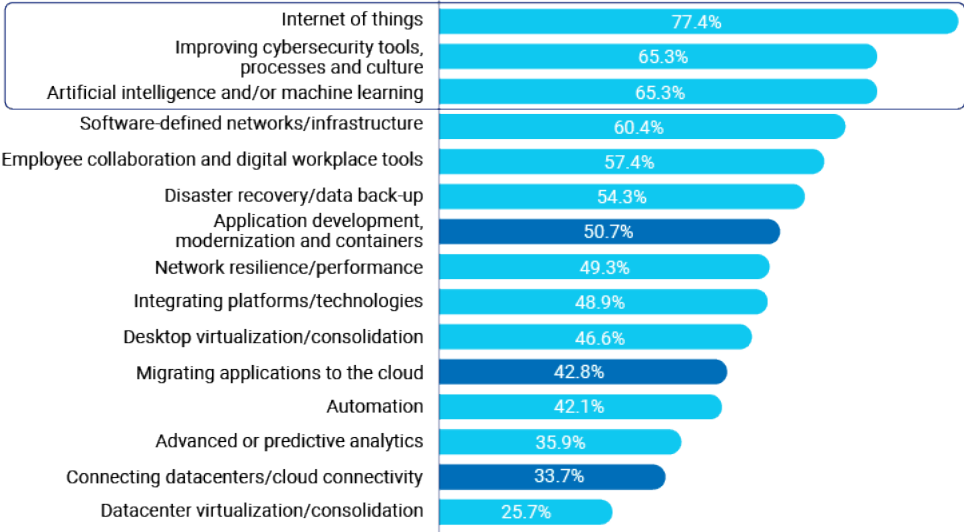 Internet of things 77.4%
Improving cybersecurity tools,
processes and culture 65.3%
Artificial intelligence and/or machine learning 65.3%
Software-defined networks/infrastructure 60.4%
Employee collaboration and digital workplace tools 57.4%
Disaster recovery/data back-up 54.3%
Application development,
modernization and containers 50.7%
Network resilience/performance 49.3%
Integrating platforms/technologies 48.9%
Desktop virtualization/consolidation 46.6%
Migrating applications to the cloud 42.8%
Automation 42.1%
Advanced or predictive analytics 35.9%
Connecting datacenters/cloud connectivity 33.7%
Datacenter virtualization/consolidation 25.7%